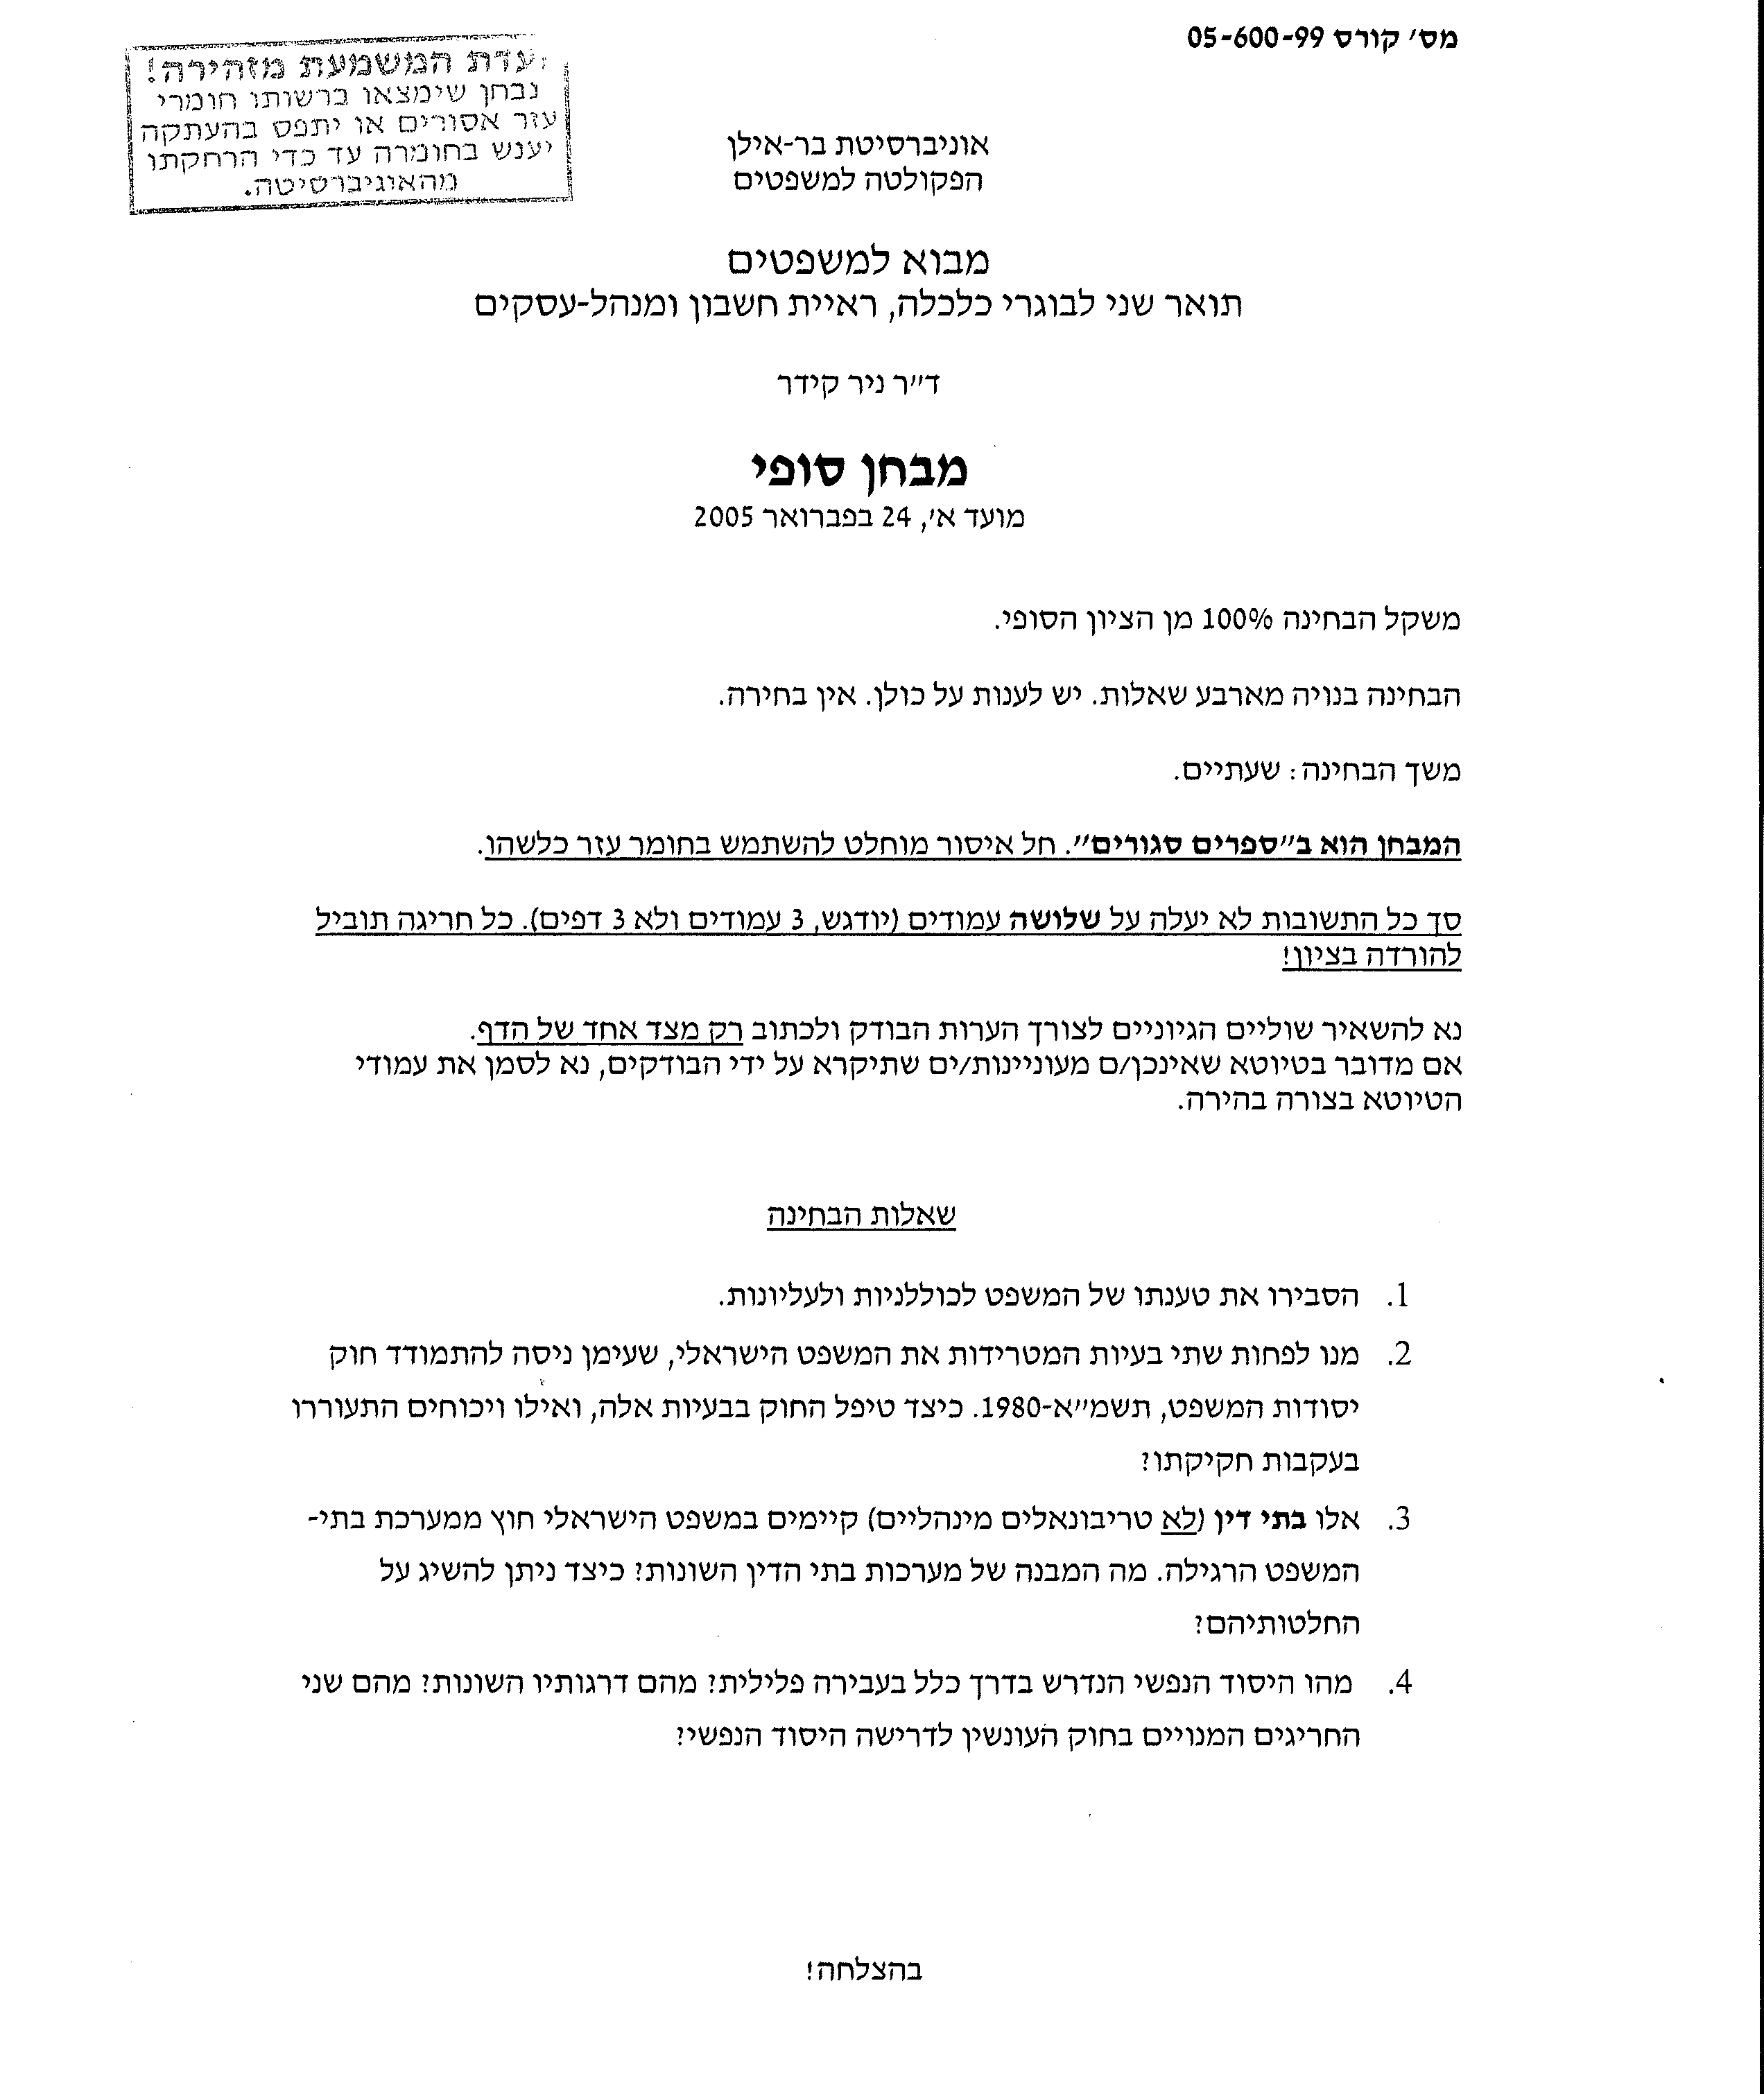 מס׳ קורס 05-600-99
ועדת המשמעת מזהירה!
נבחן שימצאו ברשותו חומרי
עזר אסורים או יתפס בהעתקה
יענש בחומרה עד כדי הרחקתו
מהאוניברסיטה.
אוניברסיטת בר-אילן
הפקולטה למשפטים
מבוא למשפטים
תואר שני לבוגרי כלכלה, ראיית חשבון ומנהל-עסקים
ד״ר ניר קידר
מבחן סופי
מועד א׳, 24 בפברואר 2005
משקל הבחינה 100% מן הציון הסופי.
הבחינה בנויה מארבע שאלות. יש לענות על כולן. אין בחירה.
משך הבחינה: שעתיים.
המבחן הוא ב״ספרים סגורים״. חל איסור מוחלט להשתמש בחומר עזר כלשהו.
סך כל התשובות לא יעלה על שלושה עמודים (יודגש, 3 עמודים ולא 3 דפים). כל חריגה תוביל
להורדה בציון!
נא להשאיר שוליים הגיוניים לצורך הערות הבודק ולכתוב רק מצד אחד של הדף.
אם מדובר בטיוטא שאינכן/ם מעוניינות/ים שתיקרא על ידי הבודקים, נא לסמן את עמודי
הטיוטא בצורה בהירה.
שאלות הבחינה
1. הסבירו את טענתו של המשפט לכוללניות ולעליונות.
2. מנו לפחות שתי בעיות המטרידות את המשפט הישראלי, שעימן ניסה להתמודד חוק
יסודות המשפט, תשמ״א-1980. כיצד טיפל החוק בבעיות אלה, ואילו ויכוחים התעוררו
בעקבות חקיקתו?
3. אלו בתי דין (לא טריבונאלים מינהליים) קיימים במשפט הישראלי חוץ ממערכת בתי-
המשפט הרגילה. מה המבנה של מערכות בתי הדין השונות? כיצד ניתן להשיג על
החלטותיהם?
4. מהו היסוד הנפשי הנדרש בדרך כלל בעבירה פלילית? מהם דרגותיו השונות? מהם שני
החריגים המנויים בחוק העונשין לדרישה היסוד הנפשי?
בהצלחה!